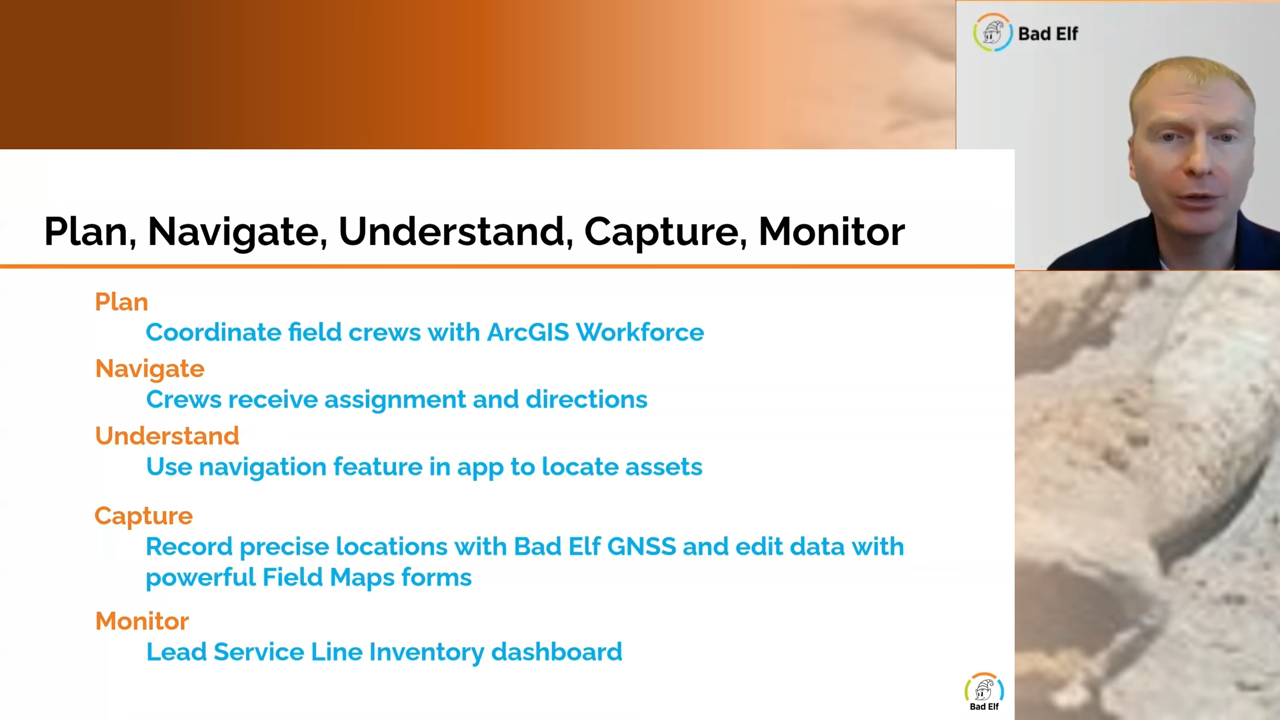 Bad Elf
Plan, Navigate, Understand, Capture, Monitor
Plan
Coordinate field crews with ArcGIS Workforce
Navigate
Crews receive assignment and directions
Understand
Use navigation feature in app to locate assets
Capture
Record precise locations with Bad Elf GNSS and edit data with
powerful Field Maps forms
Monitor
Lead Service Line Inventory dashboard
Bad Elf